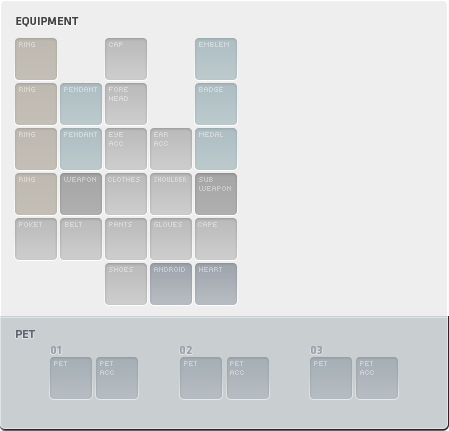 EQUIPMENT
RING CAP EMBLEM
RING PENDANT FORE HEAD BADGE
RING PENDANT EYE ACC EAR ACC MEDAL
RING WEAPON CLOTHES SHOULDER SUB WEAPON
POKET BELT PANTS GLOVES CAPE
SHOES ANDROID HEART
PET
01 02 03
PET PET ACC PET PET ACC PET PET ACC